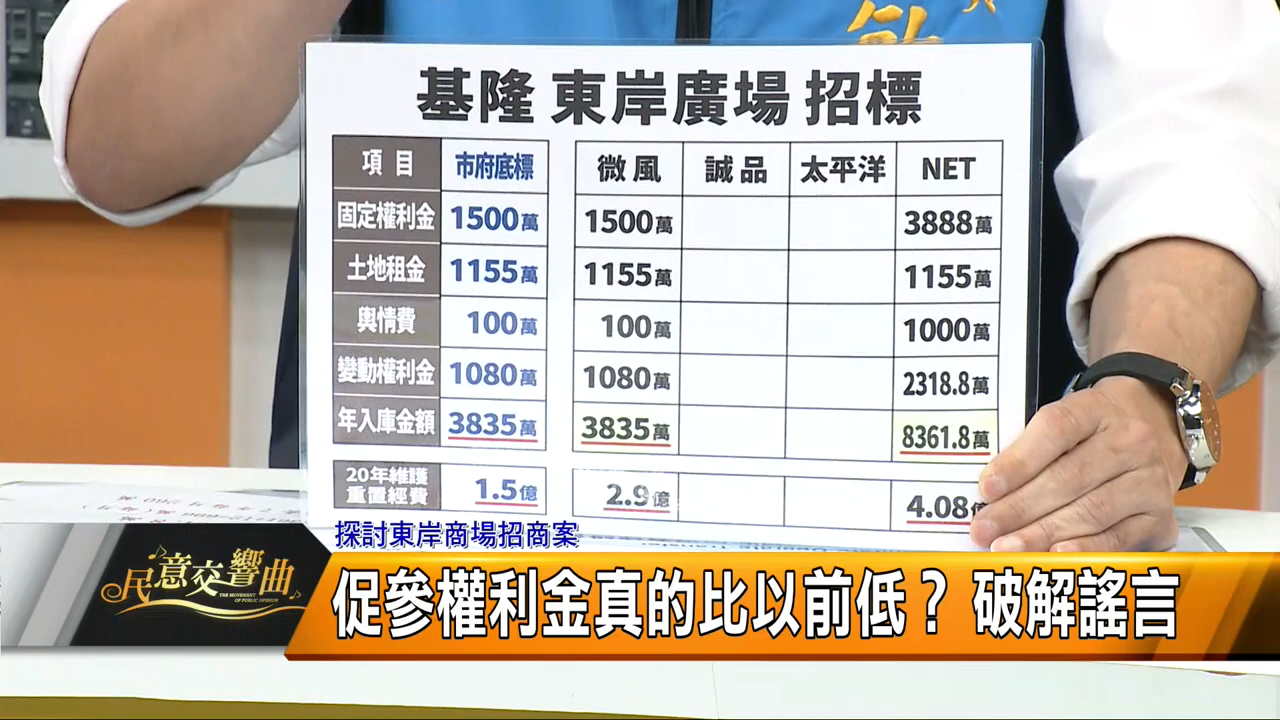 基隆 東岸廣場 招標
項目 市府底標 微風 誠品 太平洋 NET
固定權利金 1500萬 1500萬 3888萬
土地租金 1155萬 1155萬 1155萬
輿情費 100萬 100萬 1000萬
變動權利金 1080萬 1080萬 2318.8萬
年入庫金額 3835萬 3835萬 8361.8萬
20年維護
重置經費 1.5億 2.9億 4.08億
探討東岸商場招商案
民意交響曲
THE MOVEMENT
OF PUBLIC OPINION
促參權利金真的比以前低？ 破解謠言